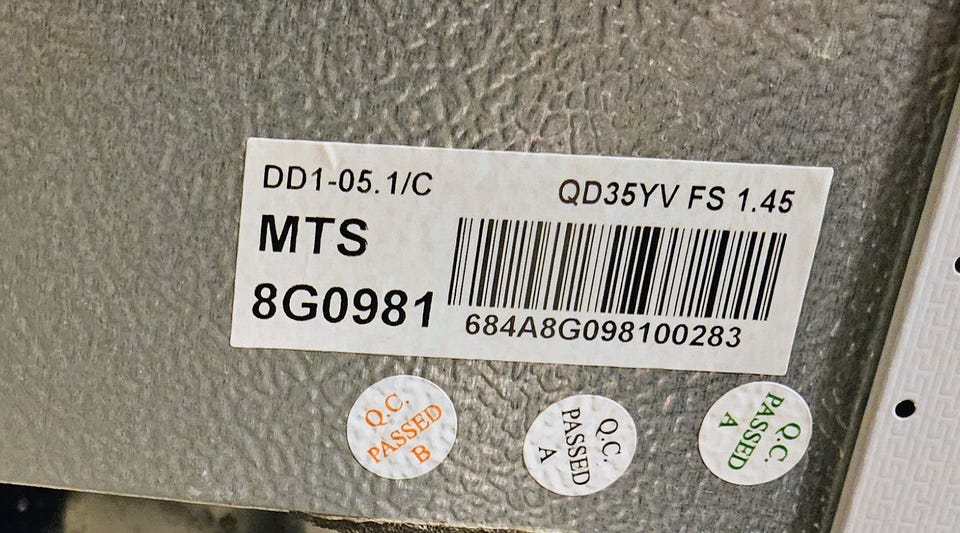 DD1-05.1/C
QD35YV FS 1.45
MTS
8G0981
684A8G098100283
Q.C.
PASSED
B
Q.C.
PASSED
A
Q.C.
PASSED
A